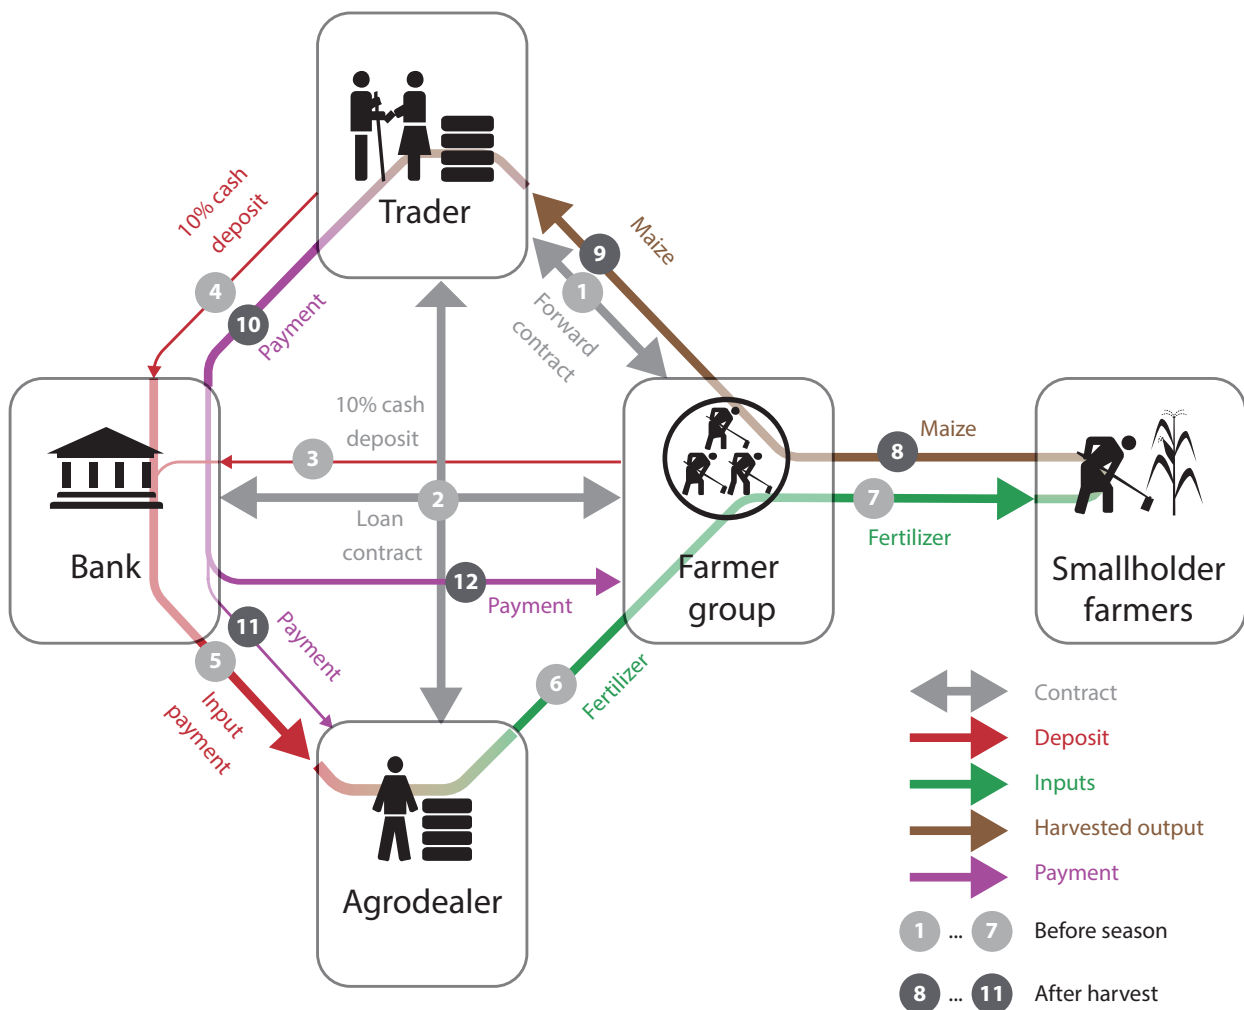 Trader
10% cash
deposit
4
10
Payment
9
Maize
1
Forward
contract
10% cash
deposit
3
2
Loan
contract
Bank
12
Payment
11
Payment
5
Input
payment
6
Fertilizer
Farmer
group
8
Maize
7
Fertilizer
Smallholder
farmers
Agrodealer
Contract
Deposit
Inputs
Harvested output
Payment
1 ... 7 Before season
8 ... 11 After harvest